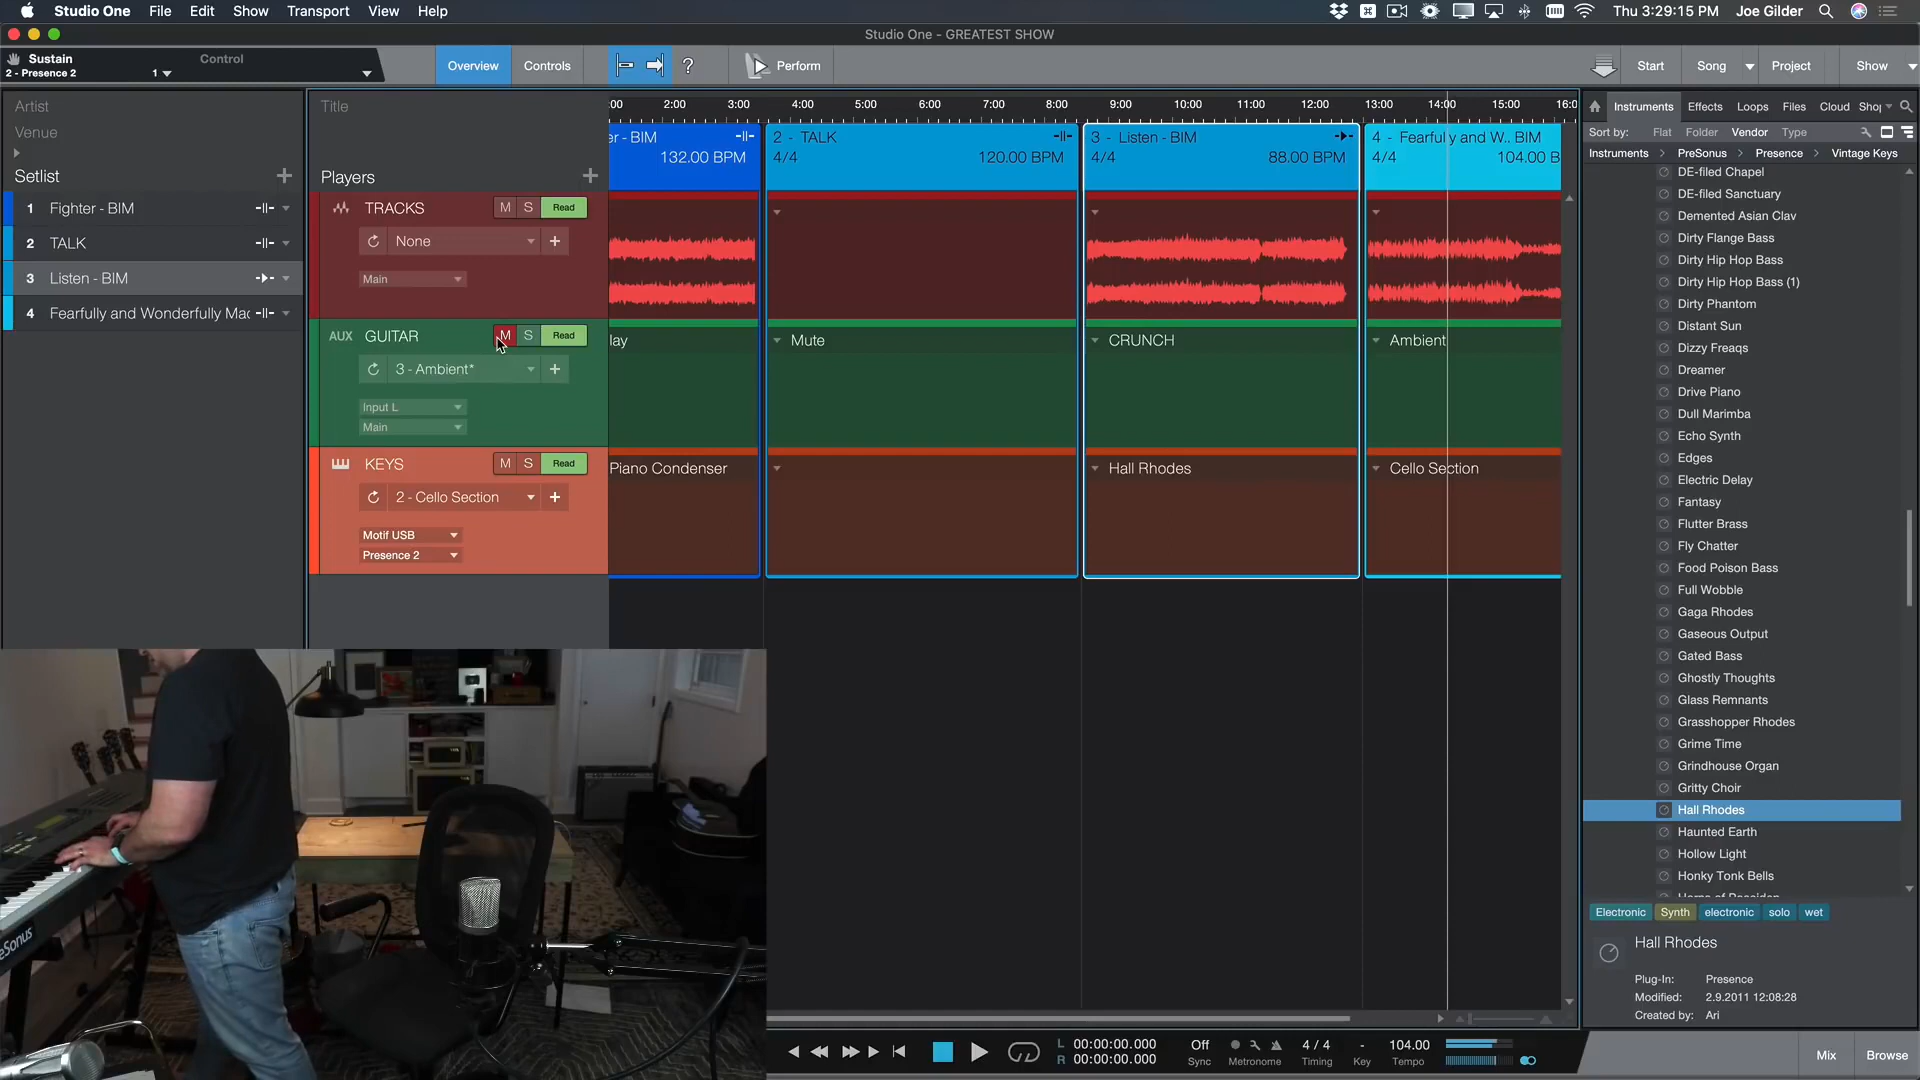 Studio One File Edit Show Transport View Help
Thu 3:29:15 PM Joe Gilder
Studio One - GREATEST SHOW
Sustain Control
2 - Presence 2 1
Overview Controls ? Perform Start Song Project Show
Artist
Venue
Setlist
1 Fighter - BIM
2 TALK
3 Listen - BIM
4 Fearfully and Wonderfully Mac
Title
Players
TRACKS M S Read
None
Main
AUX GUITAR M S Read
3 - Ambient*
Input L
Main
KEYS M S Read
2 - Cello Section
Motif USB
Presence 2
:00 2:00 3:00 4:00 5:00 6:00 7:00 8:00 9:00 10:00 11:00 12:00 13:00 14:00 15:00 16:0
er - BIM
132.00 BPM
2 - TALK
4/4 120.00 BPM
3 - Listen - BIM
4/4 88.00 BPM
4 - Fearfully and W.. BIM
4/4 104.00 B
lay Mute CRUNCH Ambient
Piano Condenser Hall Rhodes Cello Section
Instruments Effects Loops Files Cloud Shop
Sort by: Flat Folder Vendor Type
Instruments > PreSonus > Presence > Vintage Keys
DE-filed Chapel
DE-filed Sanctuary
Demented Asian Clav
Dirty Flange Bass
Dirty Hip Hop Bass
Dirty Hip Hop Bass (1)
Dirty Phantom
Distant Sun
Dizzy Freaqs
Dreamer
Drive Piano
Dull Marimba
Echo Synth
Edges
Electric Delay
Fantasy
Flutter Brass
Fly Chatter
Food Poison Bass
Full Wobble
Gaga Rhodes
Gaseous Output
Gated Bass
Ghostly Thoughts
Glass Remnants
Grasshopper Rhodes
Grime Time
Grindhouse Organ
Gritty Choir
Hall Rhodes
Haunted Earth
Hollow Light
Honky Tonk Bells
Electronic Synth electronic solo wet
Hall Rhodes
Plug-In: Presence
Modified: 2.9.2011 12:08:28
Created by: Ari
L 00:00:00.000
R 00:00:00.000
Off
Sync
Metronome
4 / 4
Timing
-
Key
104.00
Tempo
Mix Browse
eSonus